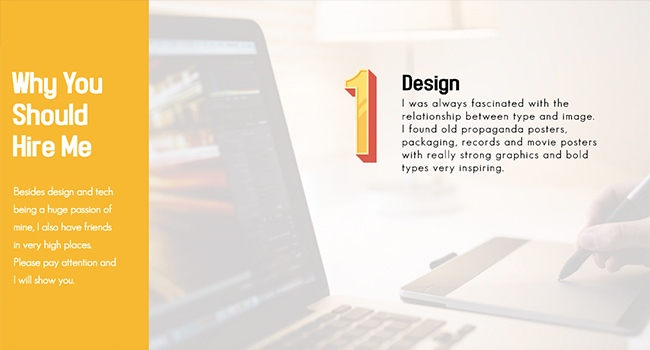 Why You
Should
Hire Me
Besides design and tech
being a huge passion of
mine, I also have friends
in very high places.
Please pay attention and
I will show you.
1
Design
I was always fascinated with the
relationship between type and image.
I found old propaganda posters,
packaging, records and movie posters
with really strong graphics and bold
types very inspiring.